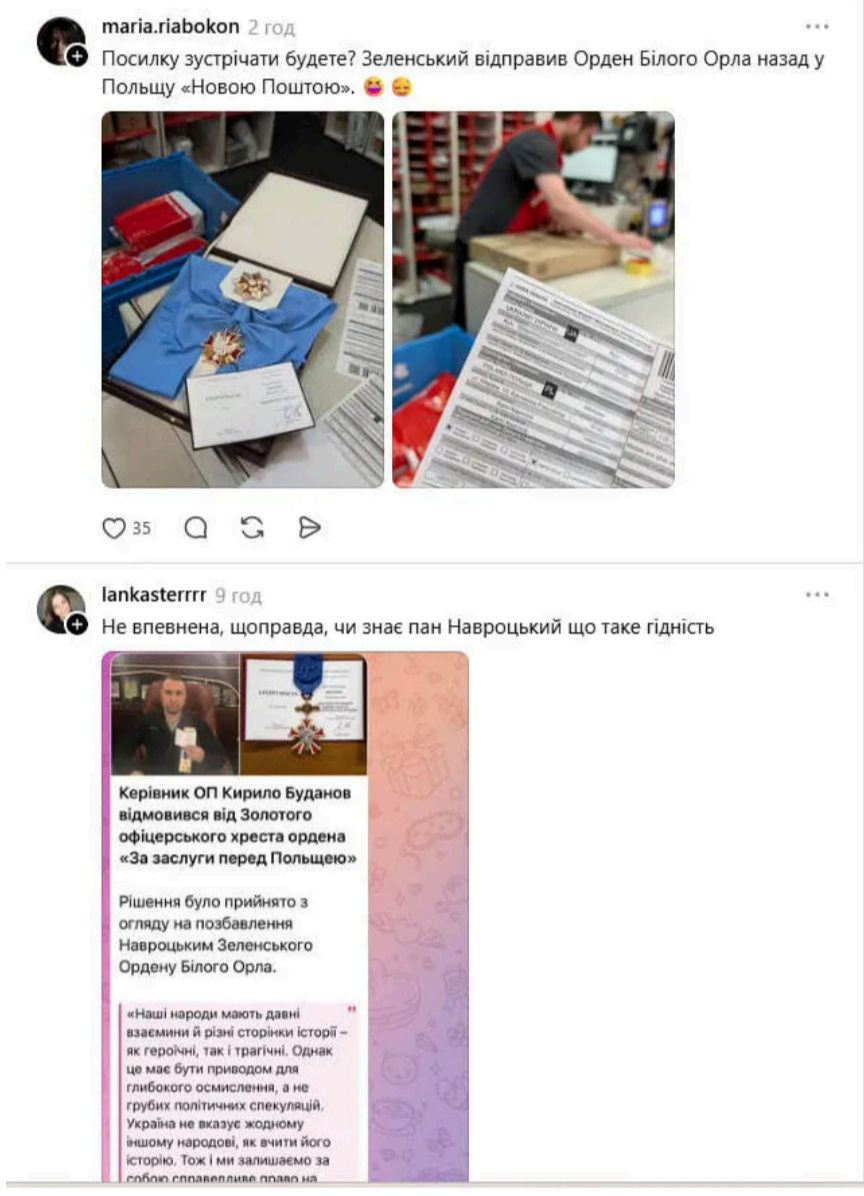 maria.riabokon 2 год
Посилку зустрічати будете? Зеленський відправив Орден Білого Орла назад у
Польщу «Новою Поштою».
35
lankasterrrr 9 год
Не впевнена, щоправда, чи знає пан Навроцький що таке гідність
Керівник ОП Кирило Буданов
відмовився від Золотого
офіцерського хреста ордена
«За заслуги перед Польщею»
Рішення було прийнято з
огляду на позбавлення
Навроцьким Зеленського
Ордену Білого Орла.
«Наші народи мають давні
взаємини й різні сторінки історії –
як героїчні, так і трагічні. Однак
це має бути приводом для
глибокого осмислення, а не
грубих політичних спекуляцій.
Україна не вказує жодному
іншому народові, як вчити його
історію. Тож і ми залишаємо за
собою справедливе право на